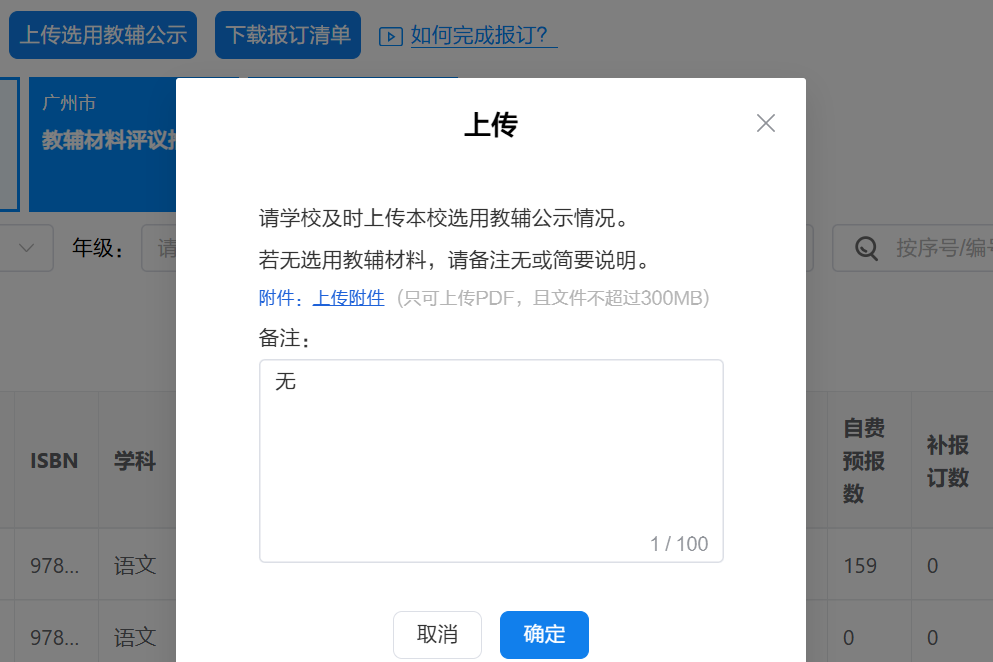 上传选用教辅公示
下载报订清单
如何完成报订？
广州市
教辅材料评议
上传
请学校及时上传本校选用教辅公示情况。
若无选用教辅材料，请备注无或简要说明。
附件：上传附件（只可上传PDF，且文件不超过300MB）
备注：
无
1 / 100
取消
确定
年级：
请
按序号/编号
ISBN
学科
自费
预报
数
补报
订数
978...
语文
159
0
978...
语文
0
0